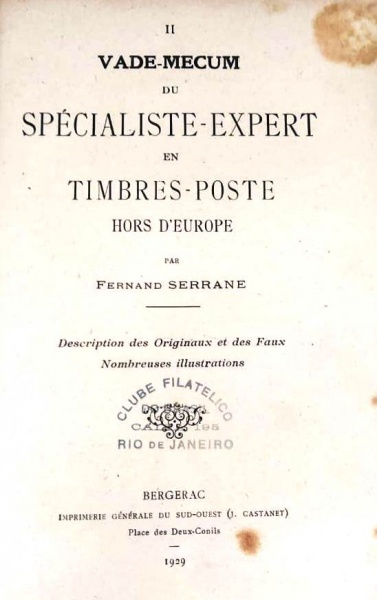 II
VADE-MECUM
DU
SPÉCIALISTE-EXPERT
EN
TIMBRES-POSTE
HORS D'EUROPE
PAR
FERNAND SERRANE
Description des Originaux et des Faux
Nombreuses illustrations
CLUBE FILATELICO
RIO DE JANEIRO
BERGERAC
IMPRIMERIE GÉNÉRALE DU SUD-OUEST (J. CASTANET)
Place des Deux-Conils
1929